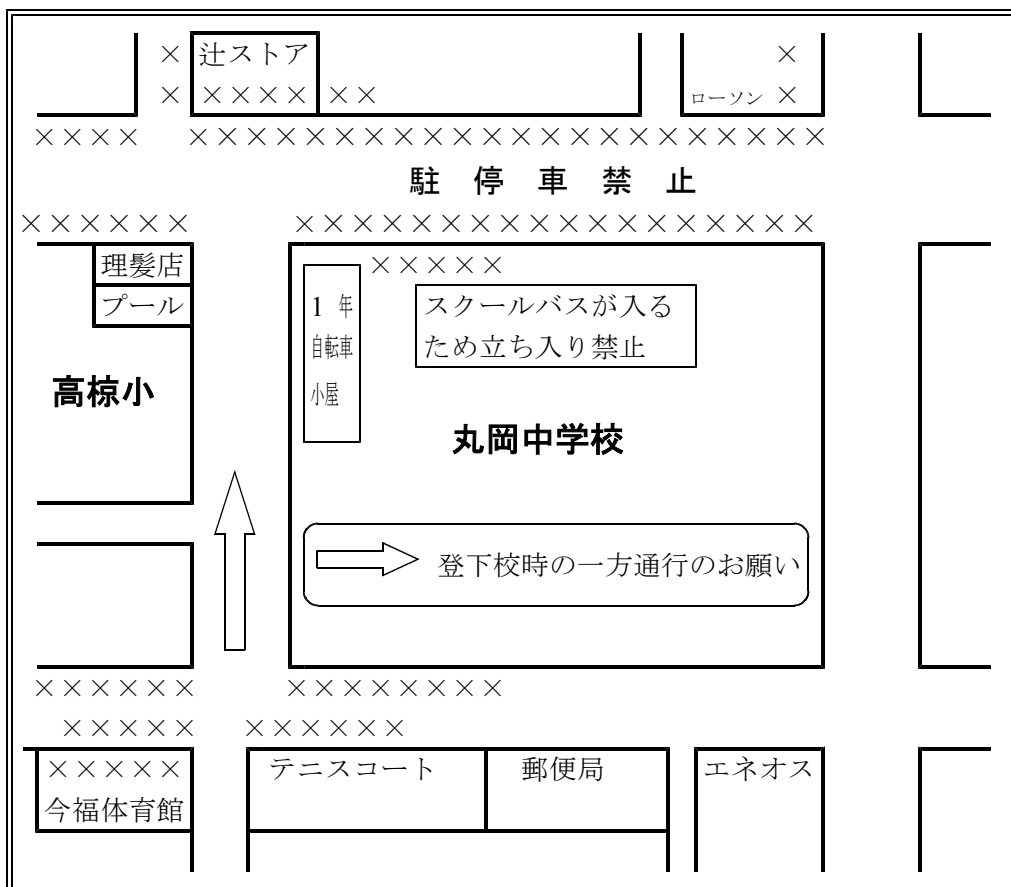 × 辻ストア ×
× ×××× ×× ローソン ×
×××× ××××××××××××××××××××××
駐 停 車 禁 止
×××××× ××××××××××××××××××
理髪店 ×××××
プール
1 年
自転車
小屋
スクールバスが入る
ため立ち入り禁止
高椋小
丸岡中学校
登下校時の一方通行のお願い
×××××× ××××××××
××××× ××××××
×××××
今福体育館
テニスコート
郵便局
エネオス